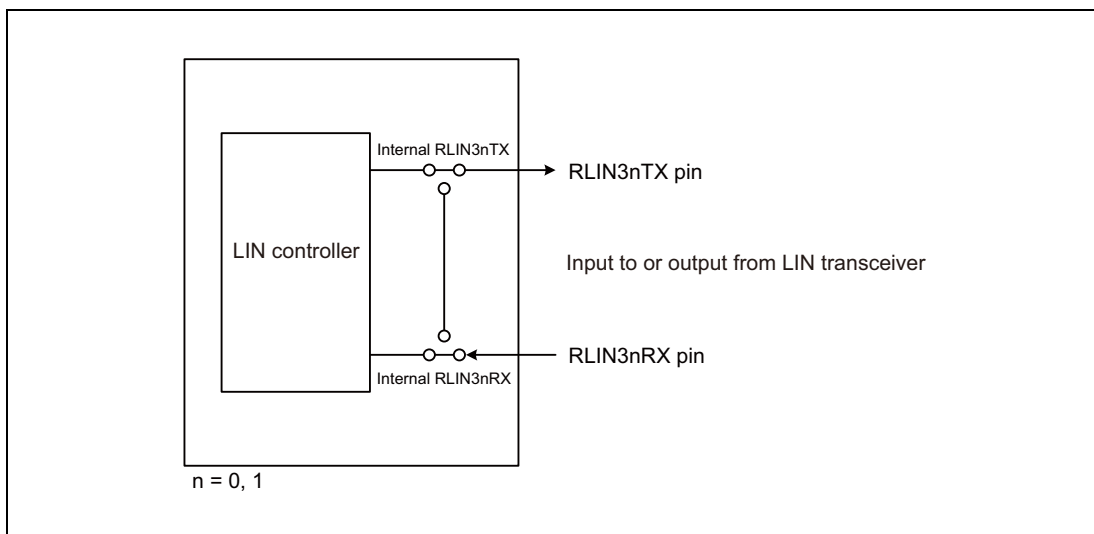 Internal RLIN3nTX
RLIN3nTX pin
LIN controller
Input to or output from LIN transceiver
RLIN3nRX pin
Internal RLIN3nRX
n = 0, 1